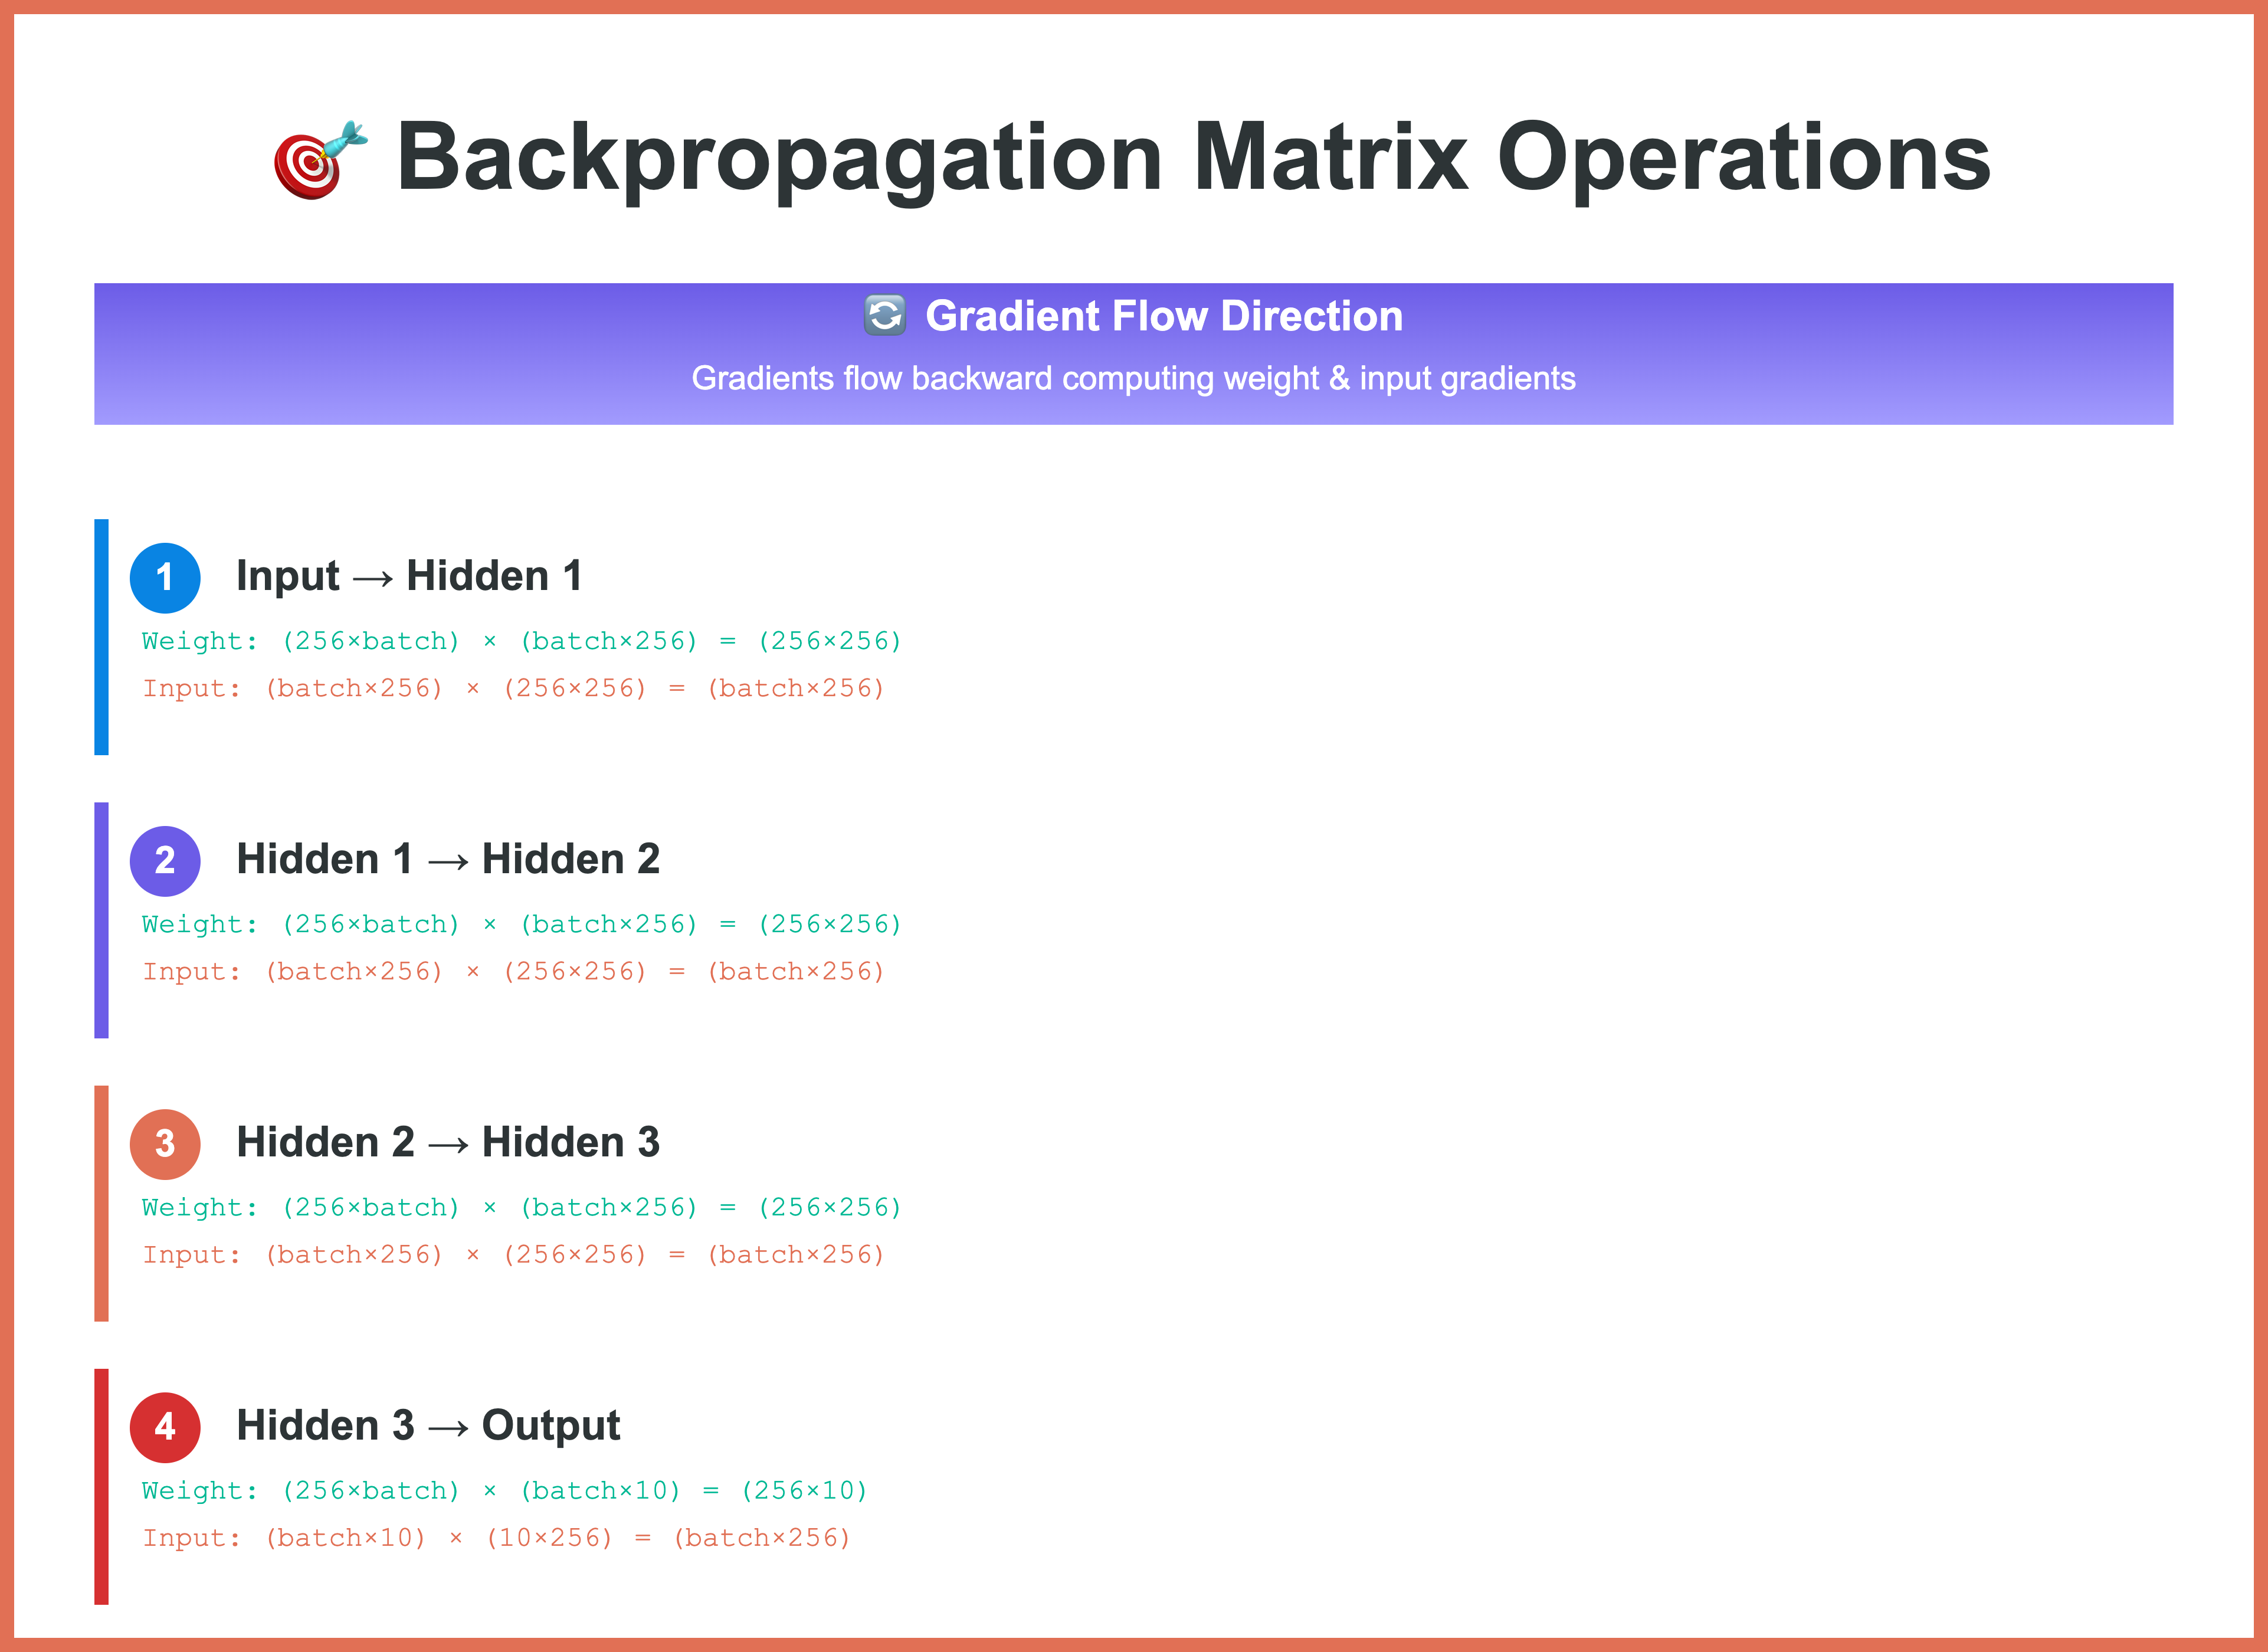 🎯 Backpropagation Matrix Operations
🔄 Gradient Flow Direction
Gradients flow backward computing weight & input gradients
1 Input → Hidden 1
Weight: (256×batch) × (batch×256) = (256×256)
Input: (batch×256) × (256×256) = (batch×256)
2 Hidden 1 → Hidden 2
Weight: (256×batch) × (batch×256) = (256×256)
Input: (batch×256) × (256×256) = (batch×256)
3 Hidden 2 → Hidden 3
Weight: (256×batch) × (batch×256) = (256×256)
Input: (batch×256) × (256×256) = (batch×256)
4 Hidden 3 → Output
Weight: (256×batch) × (batch×10) = (256×10)
Input: (batch×10) × (10×256) = (batch×256)